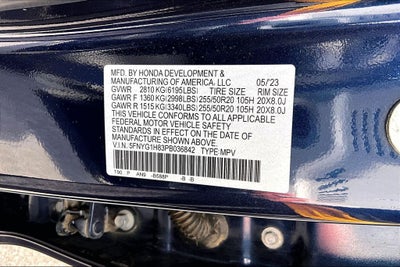 MFD. BY HONDA DEVELOPMENT &
MANUFACTURING OF AMERICA, LLC 05/'23
GVWR 2810 KG(6195LBS) TIRE SIZE RIM SIZE
GAWR F 1360 KG(2998LBS) 255/50R20 105H 20X8.0J
GAWR R 1515 KG(3340LBS) 255/50R20 105H 20X8.0J
THIS VEHICLE CONFORMS TO ALL APPLICABLE
FEDERAL MOTOR VEHICLE SAFETY
STANDARDS IN EFFECT ON THE DATE OF
MANUFACTURE SHOWN ABOVE.
V.I.N. 5FNYG1H83PB036842 TYPE MPV